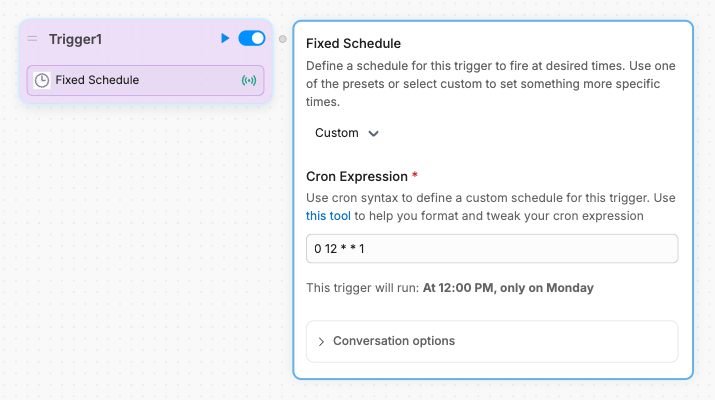 Trigger1
Fixed Schedule
Fixed Schedule
Define a schedule for this trigger to fire at desired times. Use one
of the presets or select custom to set something more specific
times.
Custom
Cron Expression *
Use cron syntax to define a custom schedule for this trigger. Use
this tool to help you format and tweak your cron expression
0 12 * * 1
This trigger will run: At 12:00 PM, only on Monday
Conversation options